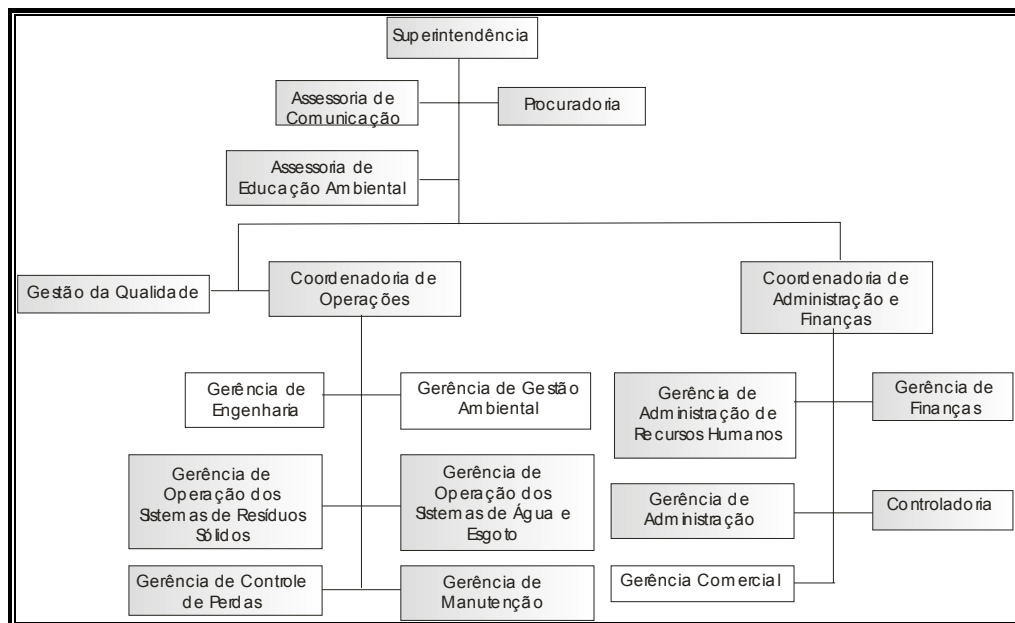 Superintendência
Assessoria de
Comunicação
Procuradoria
Assessoria de
Educação Ambiental
Gestão da Qualidade
Coordenadoria de
Operações
Coordenadoria de
Administração e
Finanças
Gerência de
Engenharia
Gerência de Gestão
Ambiental
Gerência de
Administração de
Recursos Humanos
Gerência de
Finanças
Gerência de
Operação dos
Sistemas de Resíduos
Sólidos
Gerência de
Operação dos
Sistemas de Água e
Esgoto
Gerência de
Administração
Controladoria
Gerência de Controle
de Perdas
Gerência de
Manutenção
Gerência Comercial